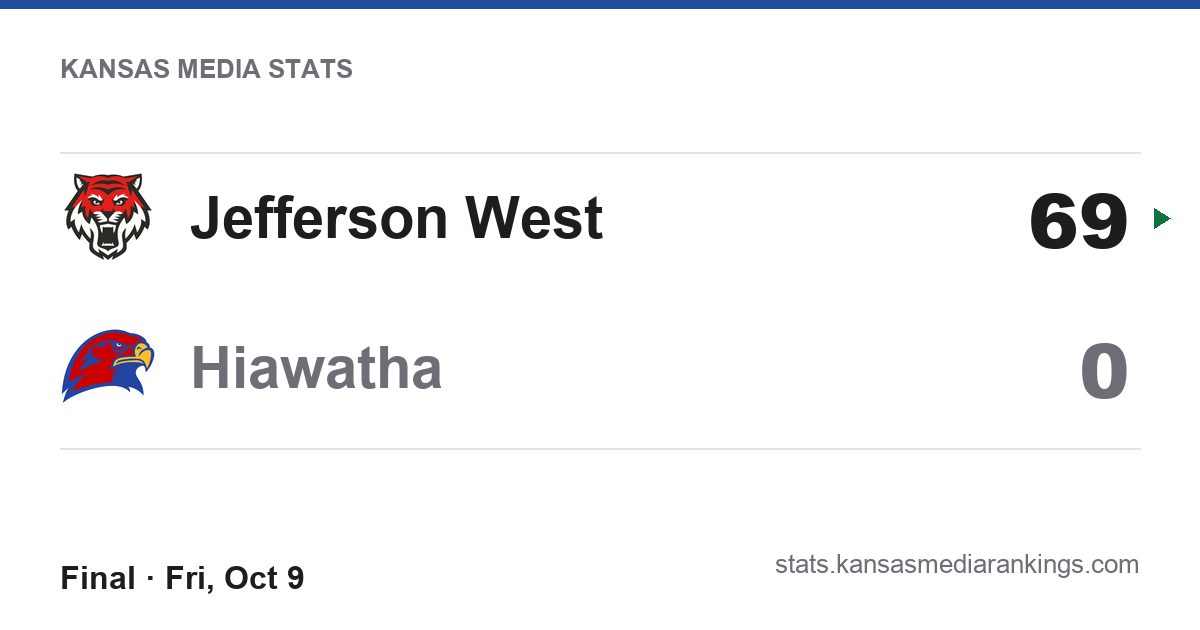 KANSAS MEDIA STATS
Jefferson West 69
Hiawatha 0
Final · Fri, Oct 9
stats.kansasmediarankings.com